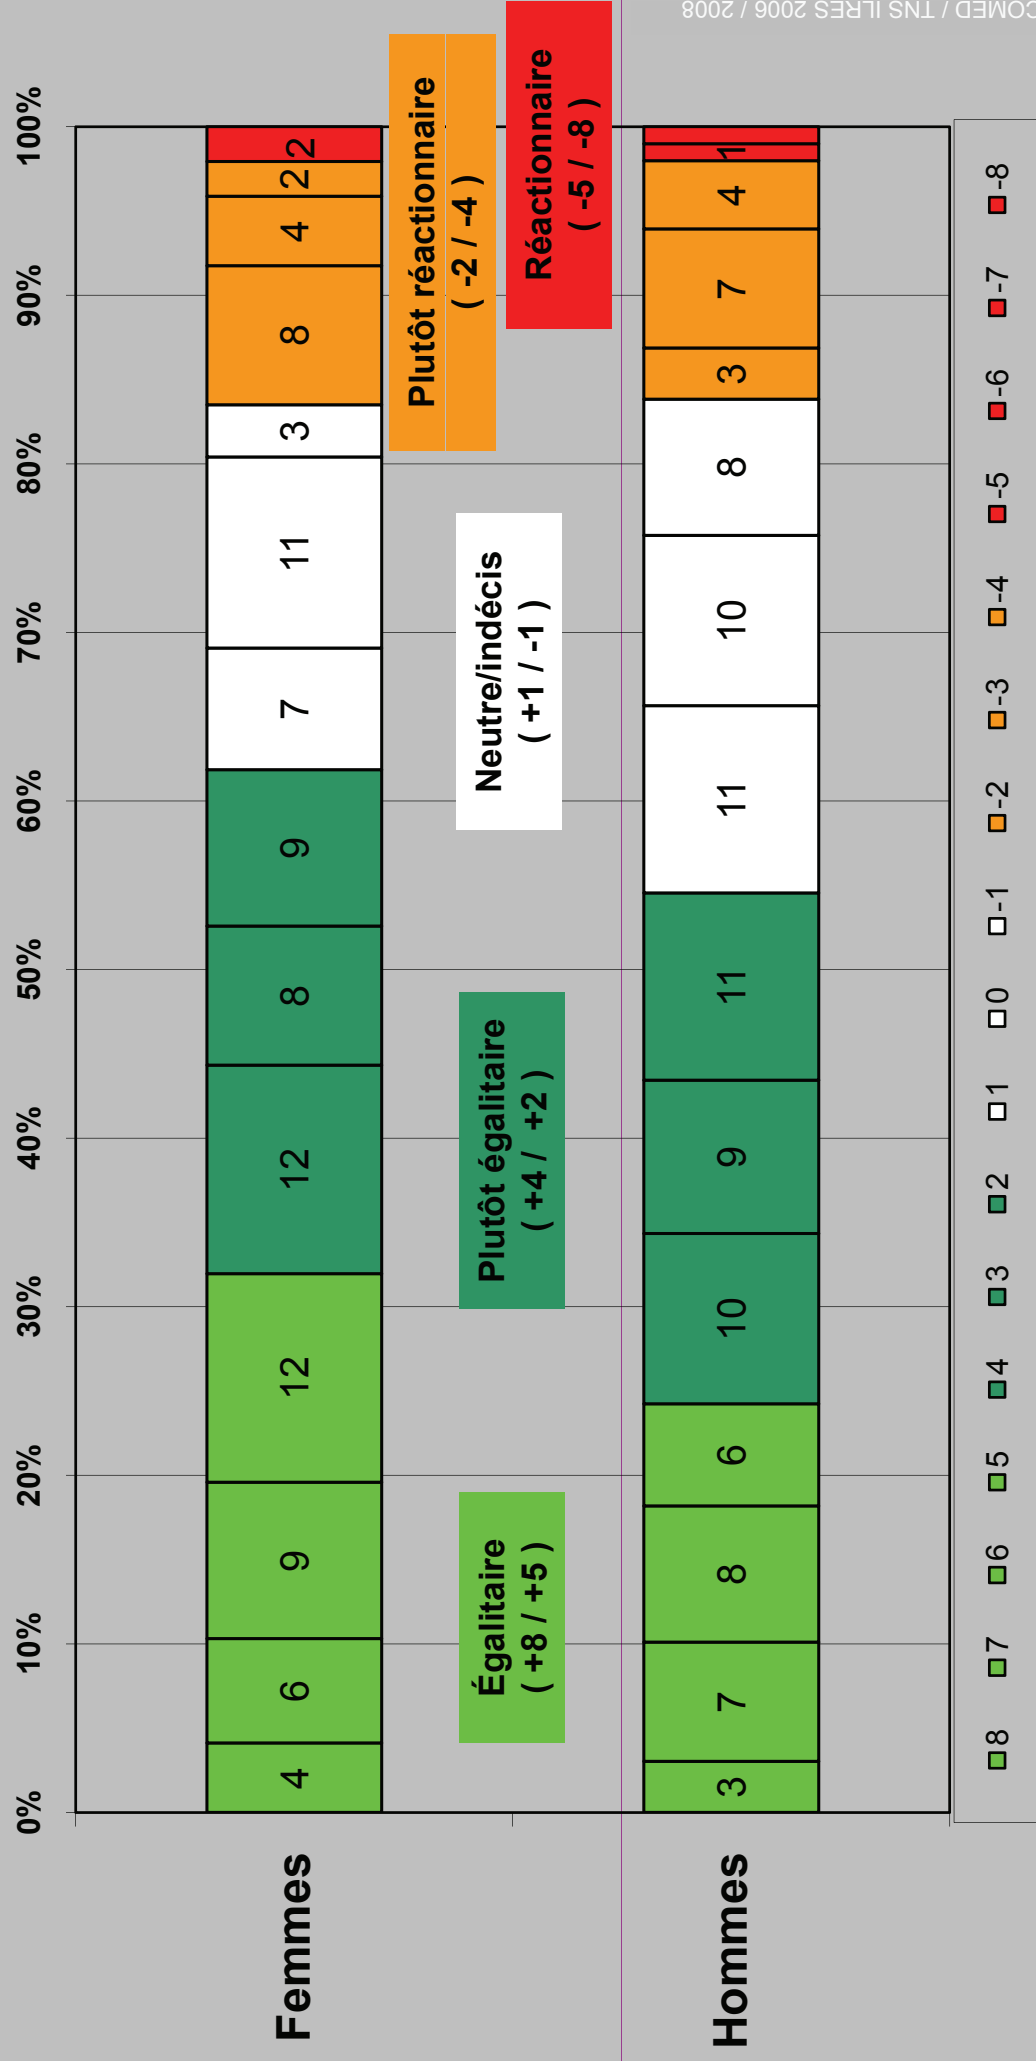 0% 10% 20% 30% 40% 50% 60% 70% 80% 90% 100%
Femmes
4 6 9 12 12 8 9 7 11 3 8 4 2 2
Plutôt réactionnaire
( -2 / -4 )
Égalitaire
( +8 / +5 )
Plutôt égalitaire
( +4 / +2 )
Neutre/indécis
( +1 / -1 )
Réactionnaire
( -5 / -8 )
Hommes
3 7 8 6 10 9 11 11 10 8 3 7 4 1
8 7 6 5 4 3 2 1 0 -1 -2 -3 -4 -5 -6 -7 -8
COMED / TNS ILRES 2006 / 2008